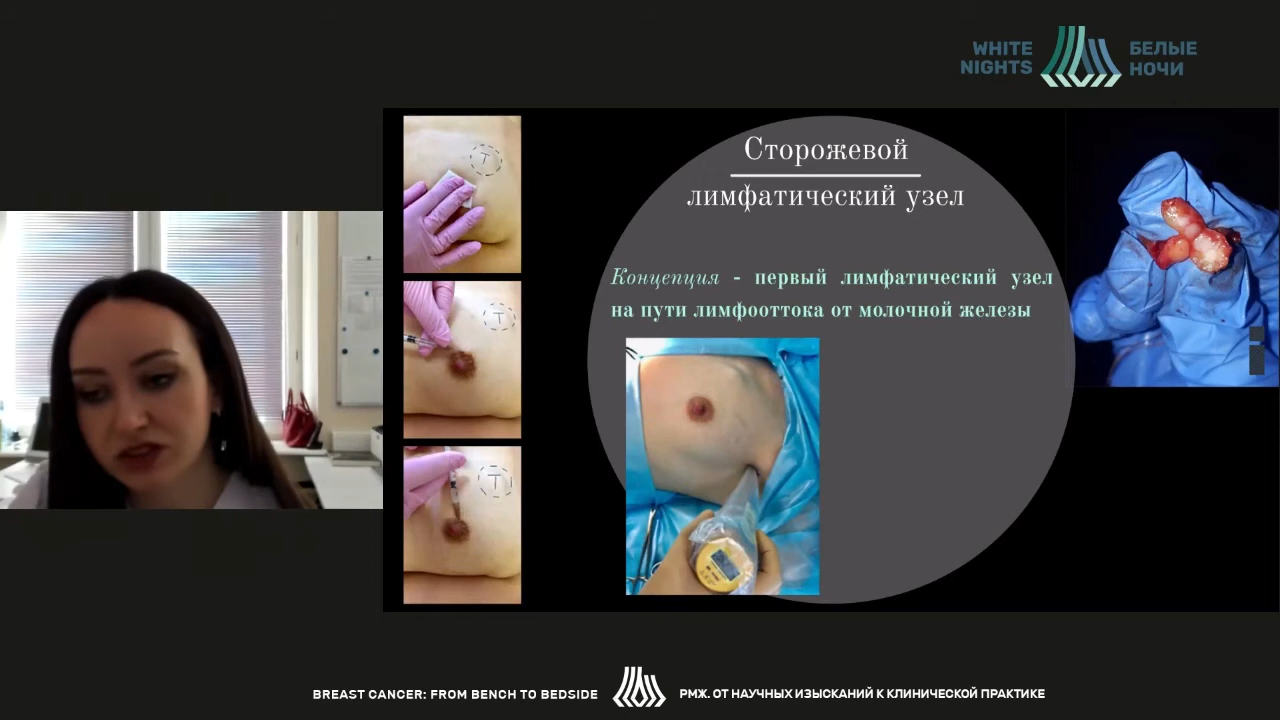 WHITE
NIGHTS
БЕЛЫЕ
НОЧИ
Сторожевой
лимфатический узел
Концепция - первый лимфатический узел
на пути лимфооттока от молочной железы
T
T
T
BREAST CANCER: FROM BENCH TO BEDSIDE
РМЖ. ОТ НАУЧНЫХ ИЗЫСКАНИЙ К КЛИНИЧЕСКОЙ ПРАКТИКЕ